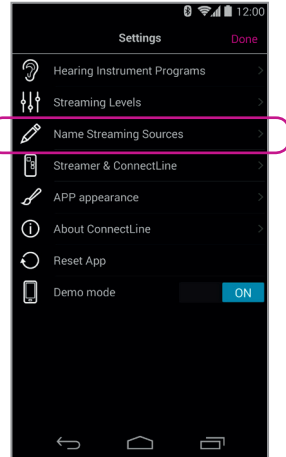 12:00
Settings
Done
Hearing Instrument Programs
Streaming Levels
Name Streaming Sources
Streamer & ConnectLine
APP appearance
About ConnectLine
Reset App
Demo mode
ON